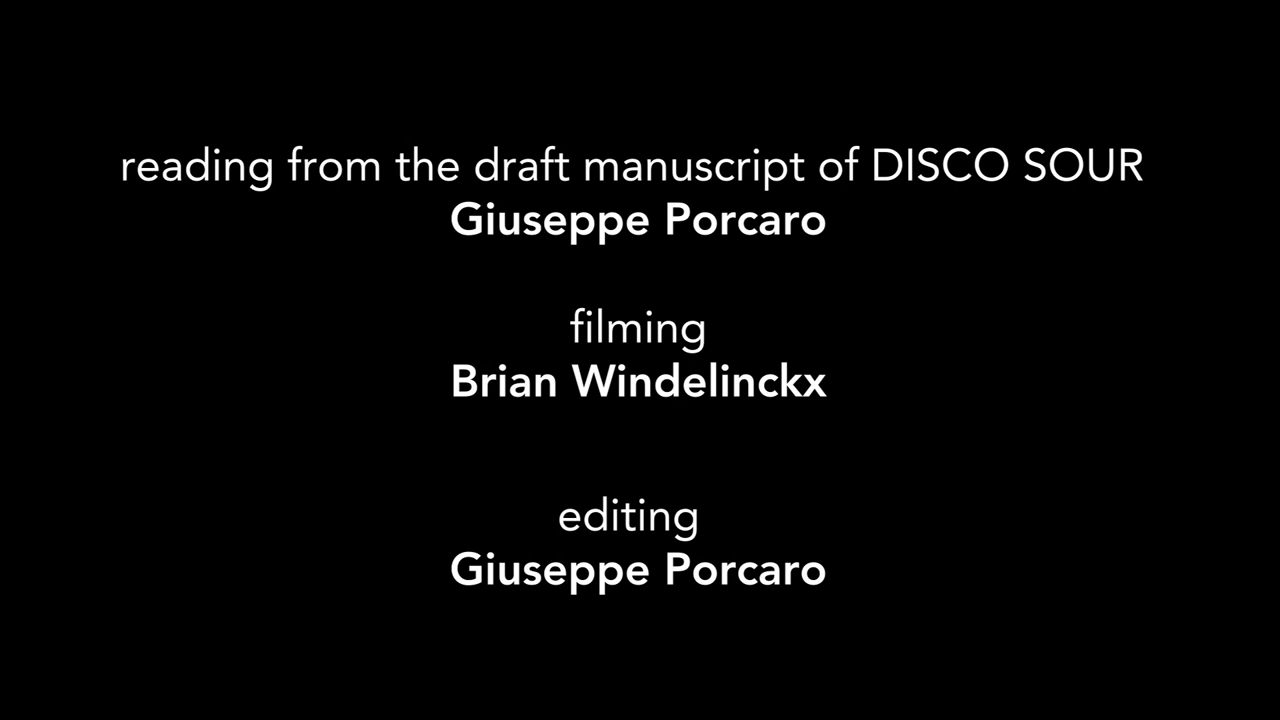 reading from the draft manuscript of DISCO SOUR
Giuseppe Porcaro
filming
Brian Windelinckx
editing
Giuseppe Porcaro